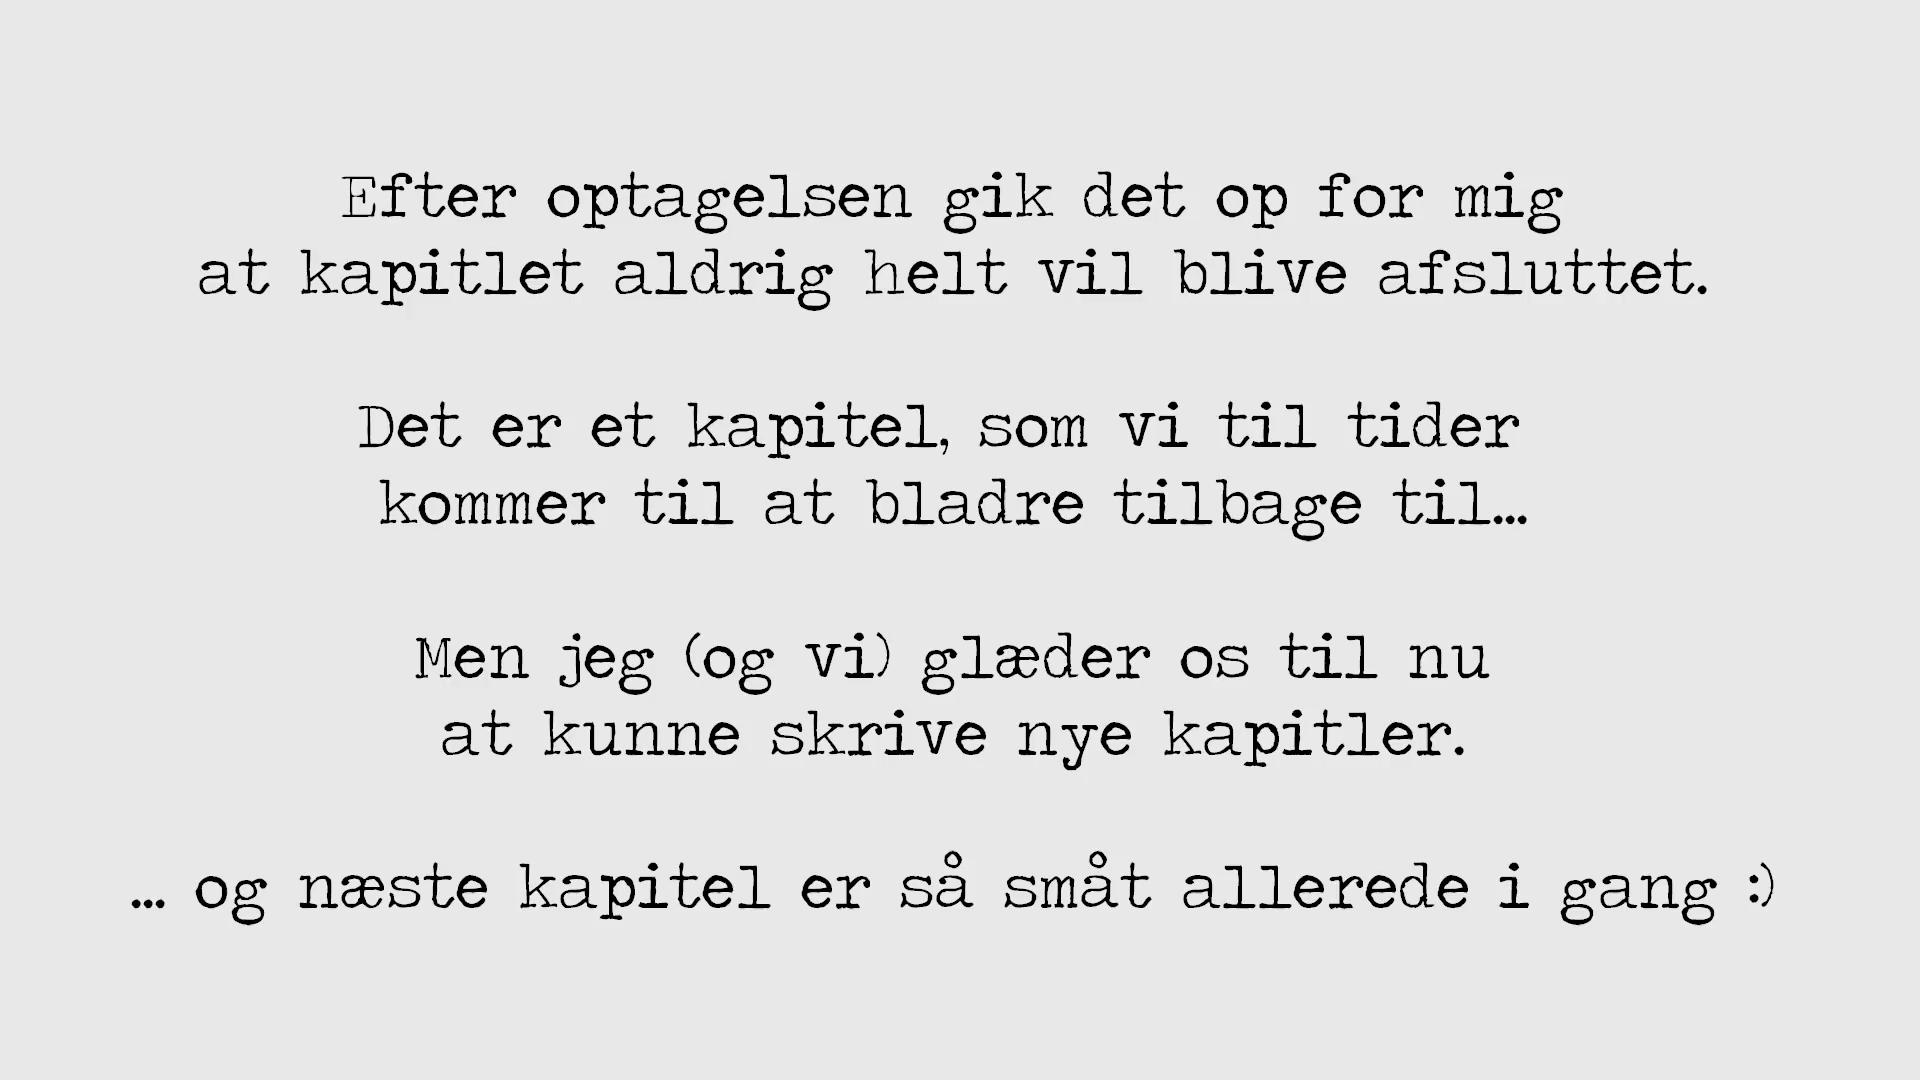 Efter optagelsen gik det op for mig
at kapitlet aldrig helt vil blive afsluttet.
Det er et kapitel, som vi til tider
kommer til at bladre tilbage til...
Men jeg (og vi) glæder os til nu
at kunne skrive nye kapitler.
... og næste kapitel er så småt allerede i gang :)